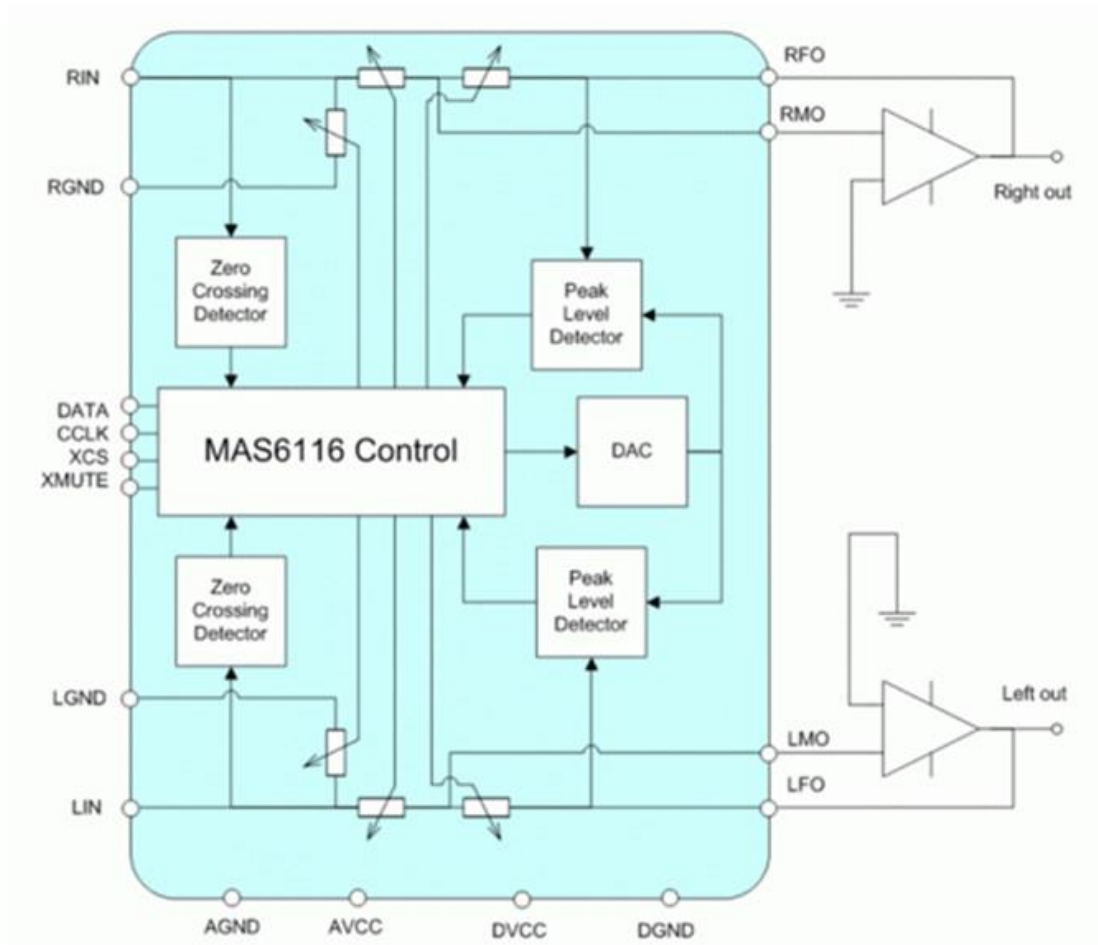 RIN
RFO
RMO
RGND
Right out
Zero
Crossing
Detector
Peak
Level
Detector
DATA
CCLK
XCS
XMUTE
MAS6116 Control
DAC
Zero
Crossing
Detector
Peak
Level
Detector
LGND
Left out
LMO
LFO
LIN
AGND
AVCC
DVCC
DGND